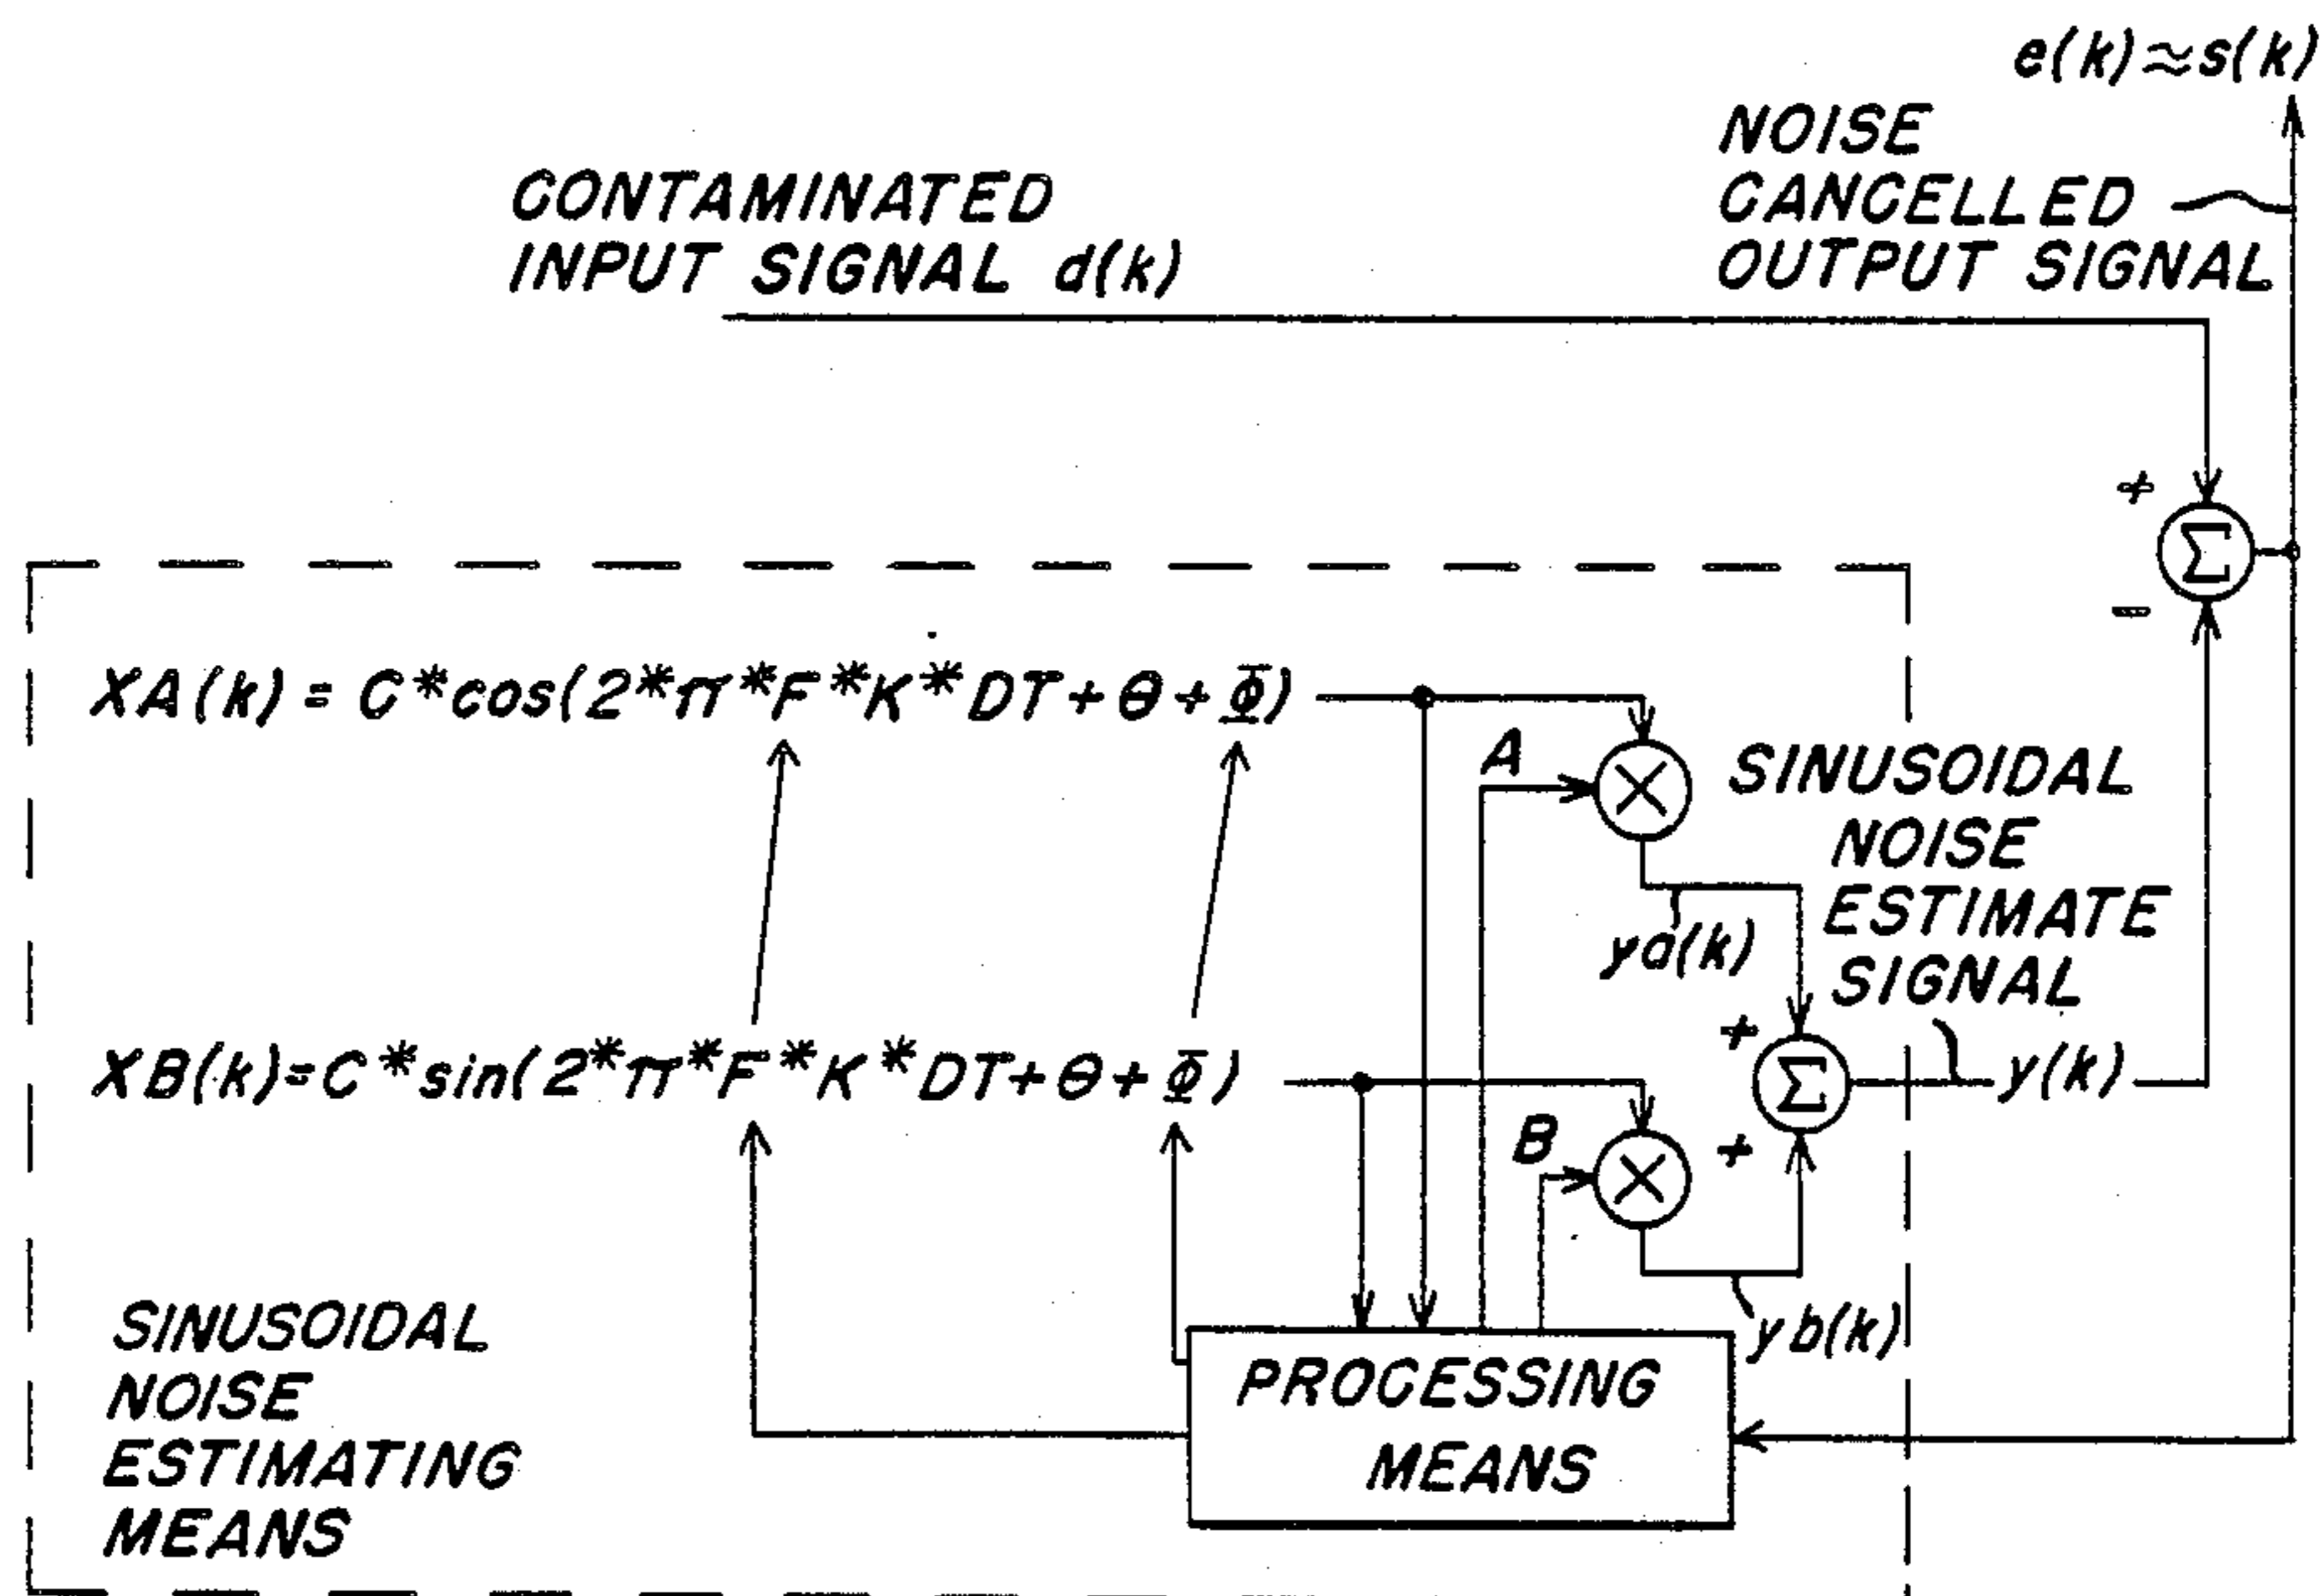 e(k)≈s(k)
NOISE
CANCELLED
OUTPUT SIGNAL
CONTAMINATED
INPUT SIGNAL d(k)
+
Σ
-
XA(k) = C*cos(2*π*F*K*DT+θ+Φ)
A
X
SINUSOIDAL
NOISE
ESTIMATE
SIGNAL
ya(k)
+
Σ
+
y(k)
XB(k)=C*sin(2*π*F*K*DT+θ+Φ)
B
X
yb(k)
SINUSOIDAL
NOISE
ESTIMATING
MEANS
PROCESSING
MEANS